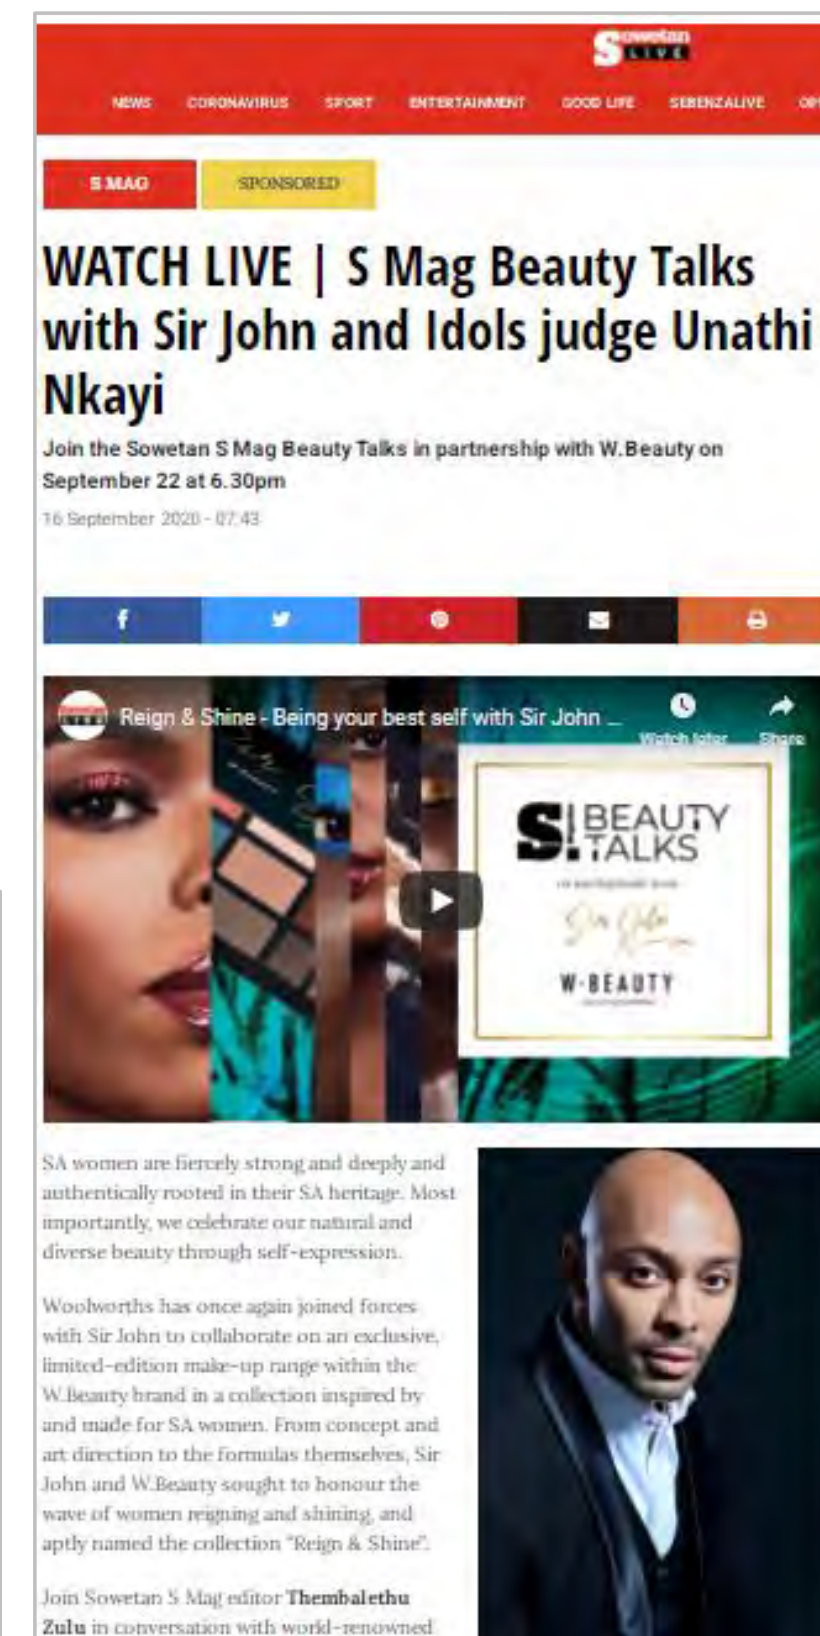 Sowetan
LIVE
NEWS CORONAVIRUS SPORT ENTERTAINMENT GOOD LIFE SEBENZALIVE
S MAG SPONSORED
WATCH LIVE | S Mag Beauty Talks
with Sir John and Idols judge Unathi
Nkayi
Join the Sowetan S Mag Beauty Talks in partnership with W.Beauty on
September 22 at 6.30pm
16 September 2020 - 07:43
Reign & Shine - Being your best self with Sir John ...
Watch later Share
S! BEAUTY
TALKS
Sir John
W•BEAUTY
SA women are fiercely strong and deeply and
authentically rooted in their SA heritage. Most
importantly, we celebrate our natural and
diverse beauty through self-expression.
Woolworths has once again joined forces
with Sir John to collaborate on an exclusive,
limited-edition make-up range within the
W.Beauty brand in a collection inspired by
and made for SA women. From concept and
art direction to the formulas themselves, Sir
John and W.Beauty sought to honour the
wave of women reigning and shining, and
aptly named the collection "Reign & Shine".
Join Sowetan S Mag editor Thembalethu
Zulu in conversation with world-renowned